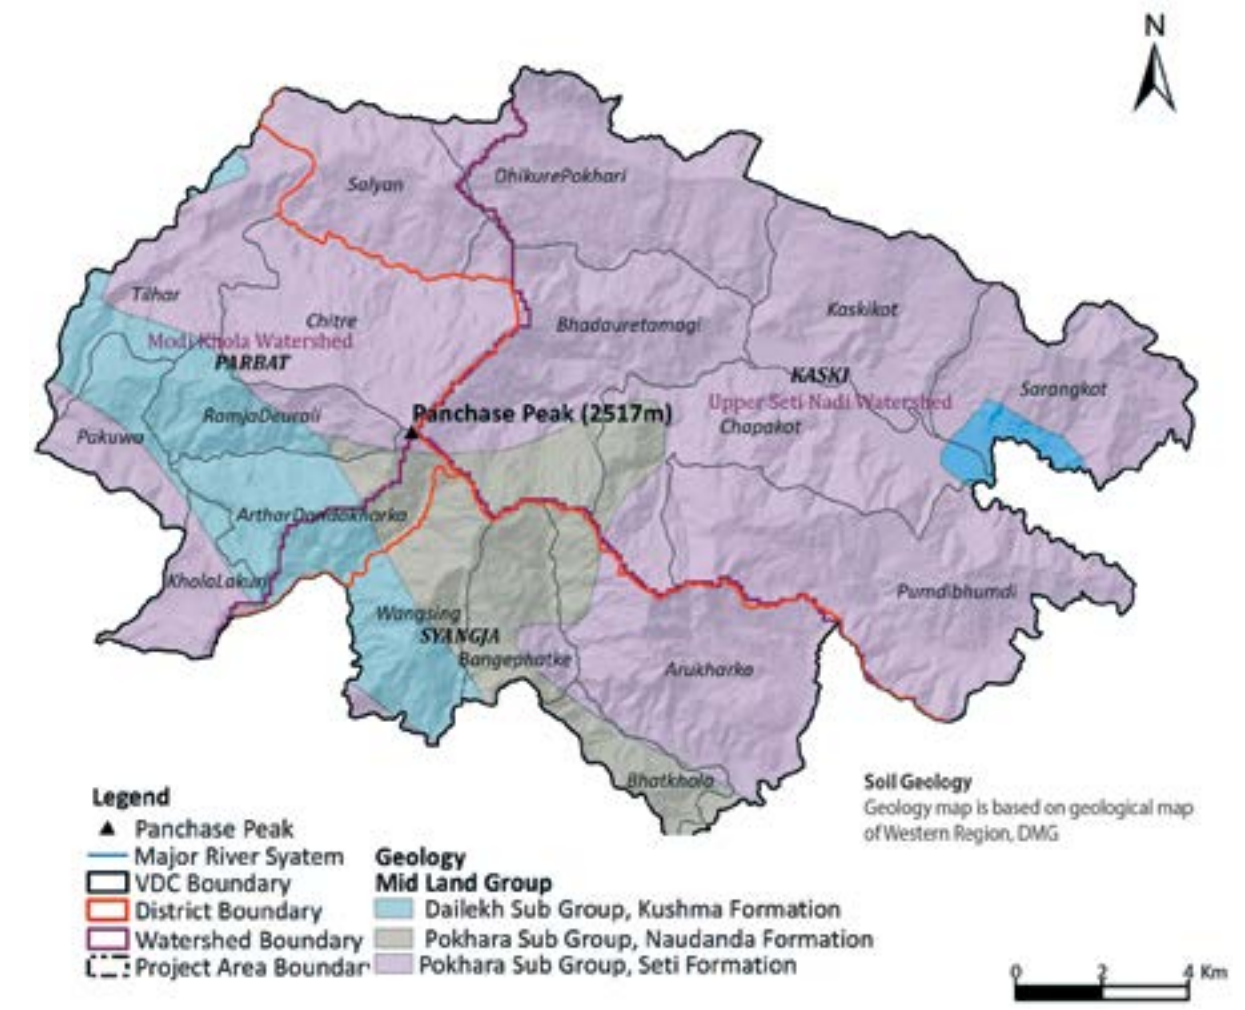 N
Salyan
DhikurePokhari
Tilhar
Chitre
Bhadauretamagi
Kaskikot
Modi Khola Watershed
PARBAT
KASKI
Sarangkot
Upper Seti Nadi Watershed
RamjaDeurali
Panchase Peak (2517m)
Chapakot
Pakuwa
ArtharDandakharka
KholaLakuri
Wangsing
SYANGJA
Pumdibhumdi
Bangephatke
Arukharka
Bhatkhola
Soil Geology
Geology map is based on geological map
of Western Region, DMG
Legend
Panchase Peak
Major River Syatem
VDC Boundary
District Boundary
Watershed Boundary
Project Area Boundar
Geology
Mid Land Group
Dailekh Sub Group, Kushma Formation
Pokhara Sub Group, Naudanda Formation
Pokhara Sub Group, Seti Formation
0 2 4 Km